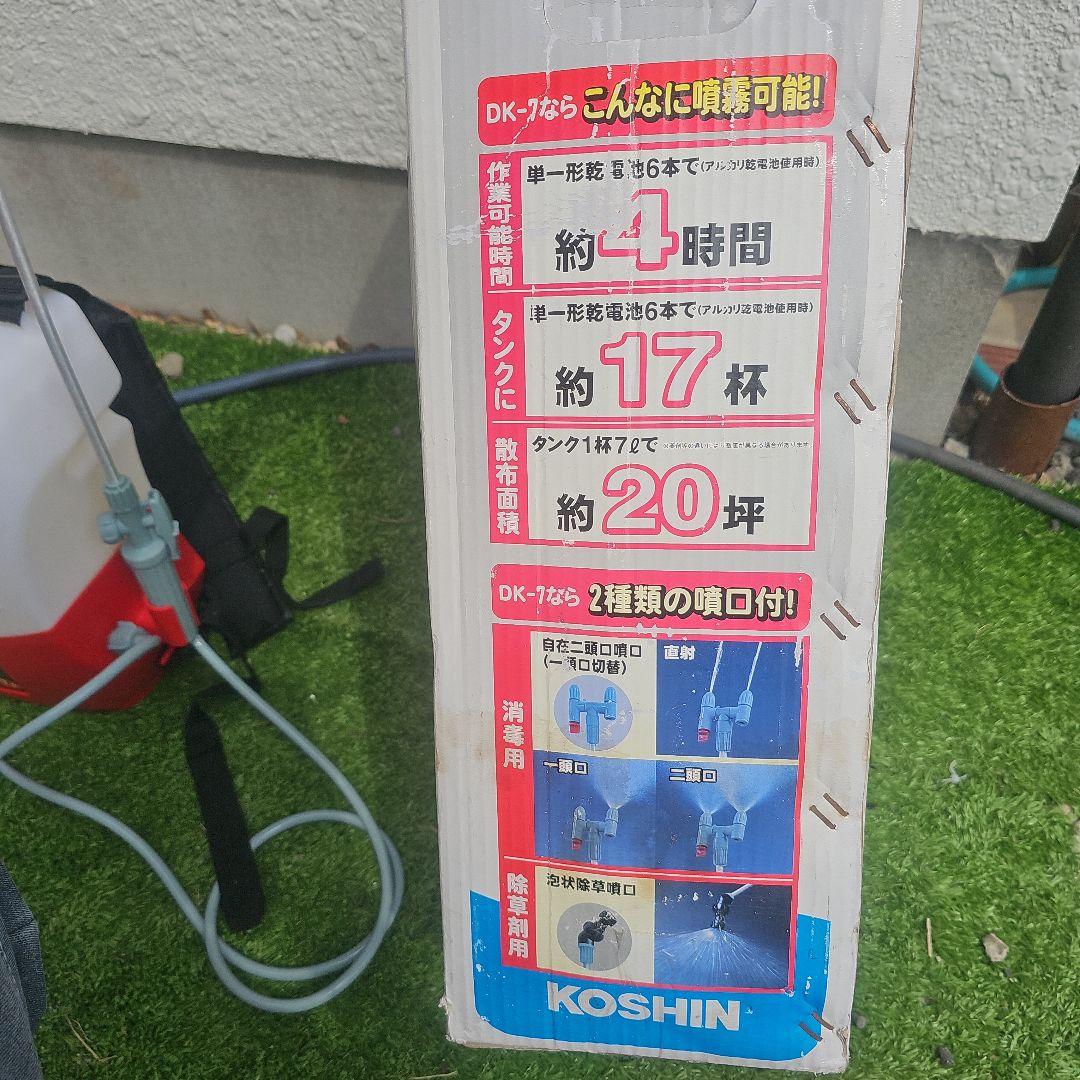 DK-7なら こんなに噴霧可能!
作業可能時間
単一形乾電池6本で(アルカリ乾電池使用時)
約4時間
タンクに
単一形乾電池6本で(アルカリ乾電池使用時)
約17杯
散布面積
タンク1杯7ℓで
約20坪
DK-7なら 2種類の噴口付!
消毒用
自在二頭口噴口
(一頭口切替)
直射
一頭口
二頭口
除草剤用
泡状除草噴口
KOSHIN